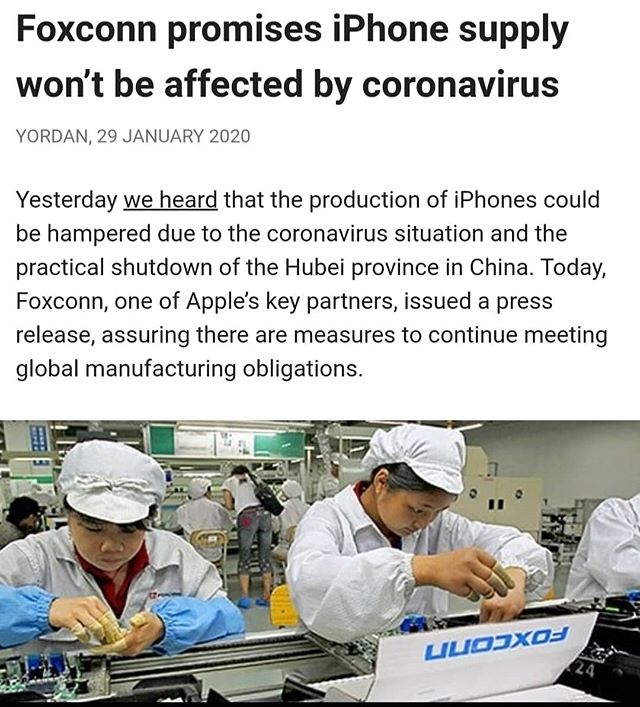 Foxconn promises iPhone supply
won’t be affected by coronavirus
YORDAN, 29 JANUARY 2020
Yesterday we heard that the production of iPhones could
be hampered due to the coronavirus situation and the
practical shutdown of the Hubei province in China. Today,
Foxconn, one of Apple’s key partners, issued a press
release, assuring there are measures to continue meeting
global manufacturing obligations.
FOXCONN
24